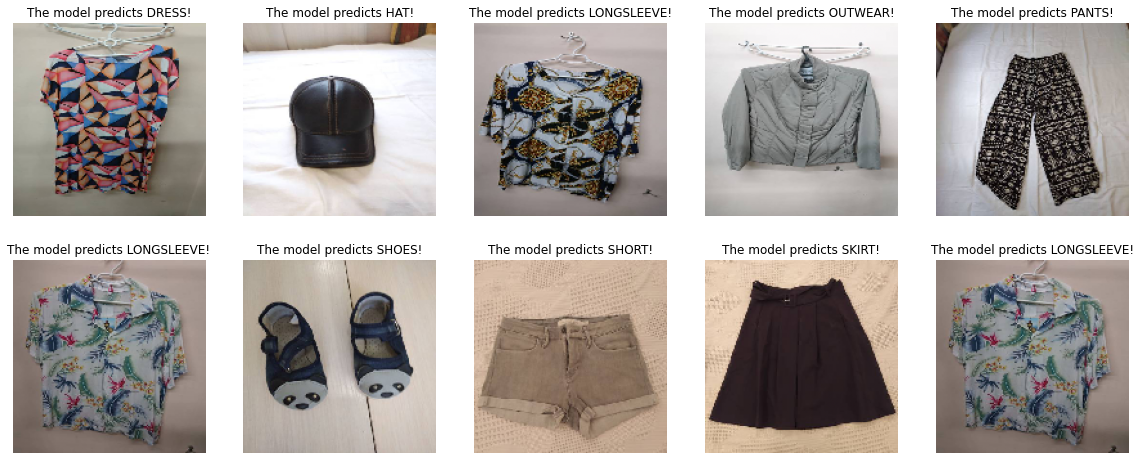 The model predicts DRESS!
The model predicts HAT!
The model predicts LONGSLEEVE!
The model predicts OUTWEAR!
The model predicts PANTS!
The model predicts LONGSLEEVE!
The model predicts SHOES!
The model predicts SHORT!
The model predicts SKIRT!
The model predicts LONGSLEEVE!